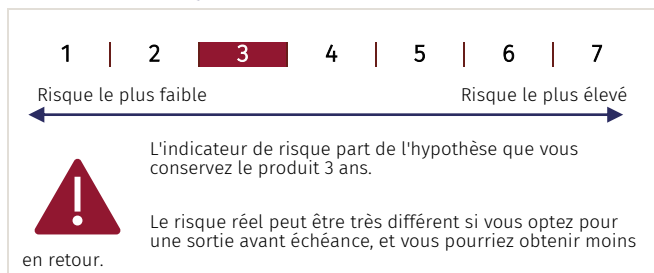 1 | 2 | 3 | 4 | 5 | 6 | 7
Risque le plus faible Risque le plus élevé
L'indicateur de risque part de l'hypothèse que vous
conservez le produit 3 ans.
Le risque réel peut être très différent si vous optez pour
une sortie avant échéance, et vous pourriez obtenir moins
en retour.